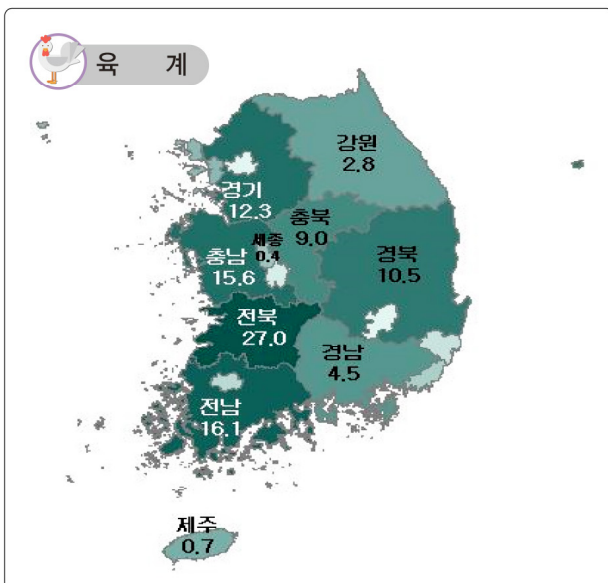 육 계
강원
2.8
경기
12.3
충북
9.0
세종
0.4
충남
15.6
경북
10.5
전북
27.0
경남
4.5
전남
16.1
제주
0.7